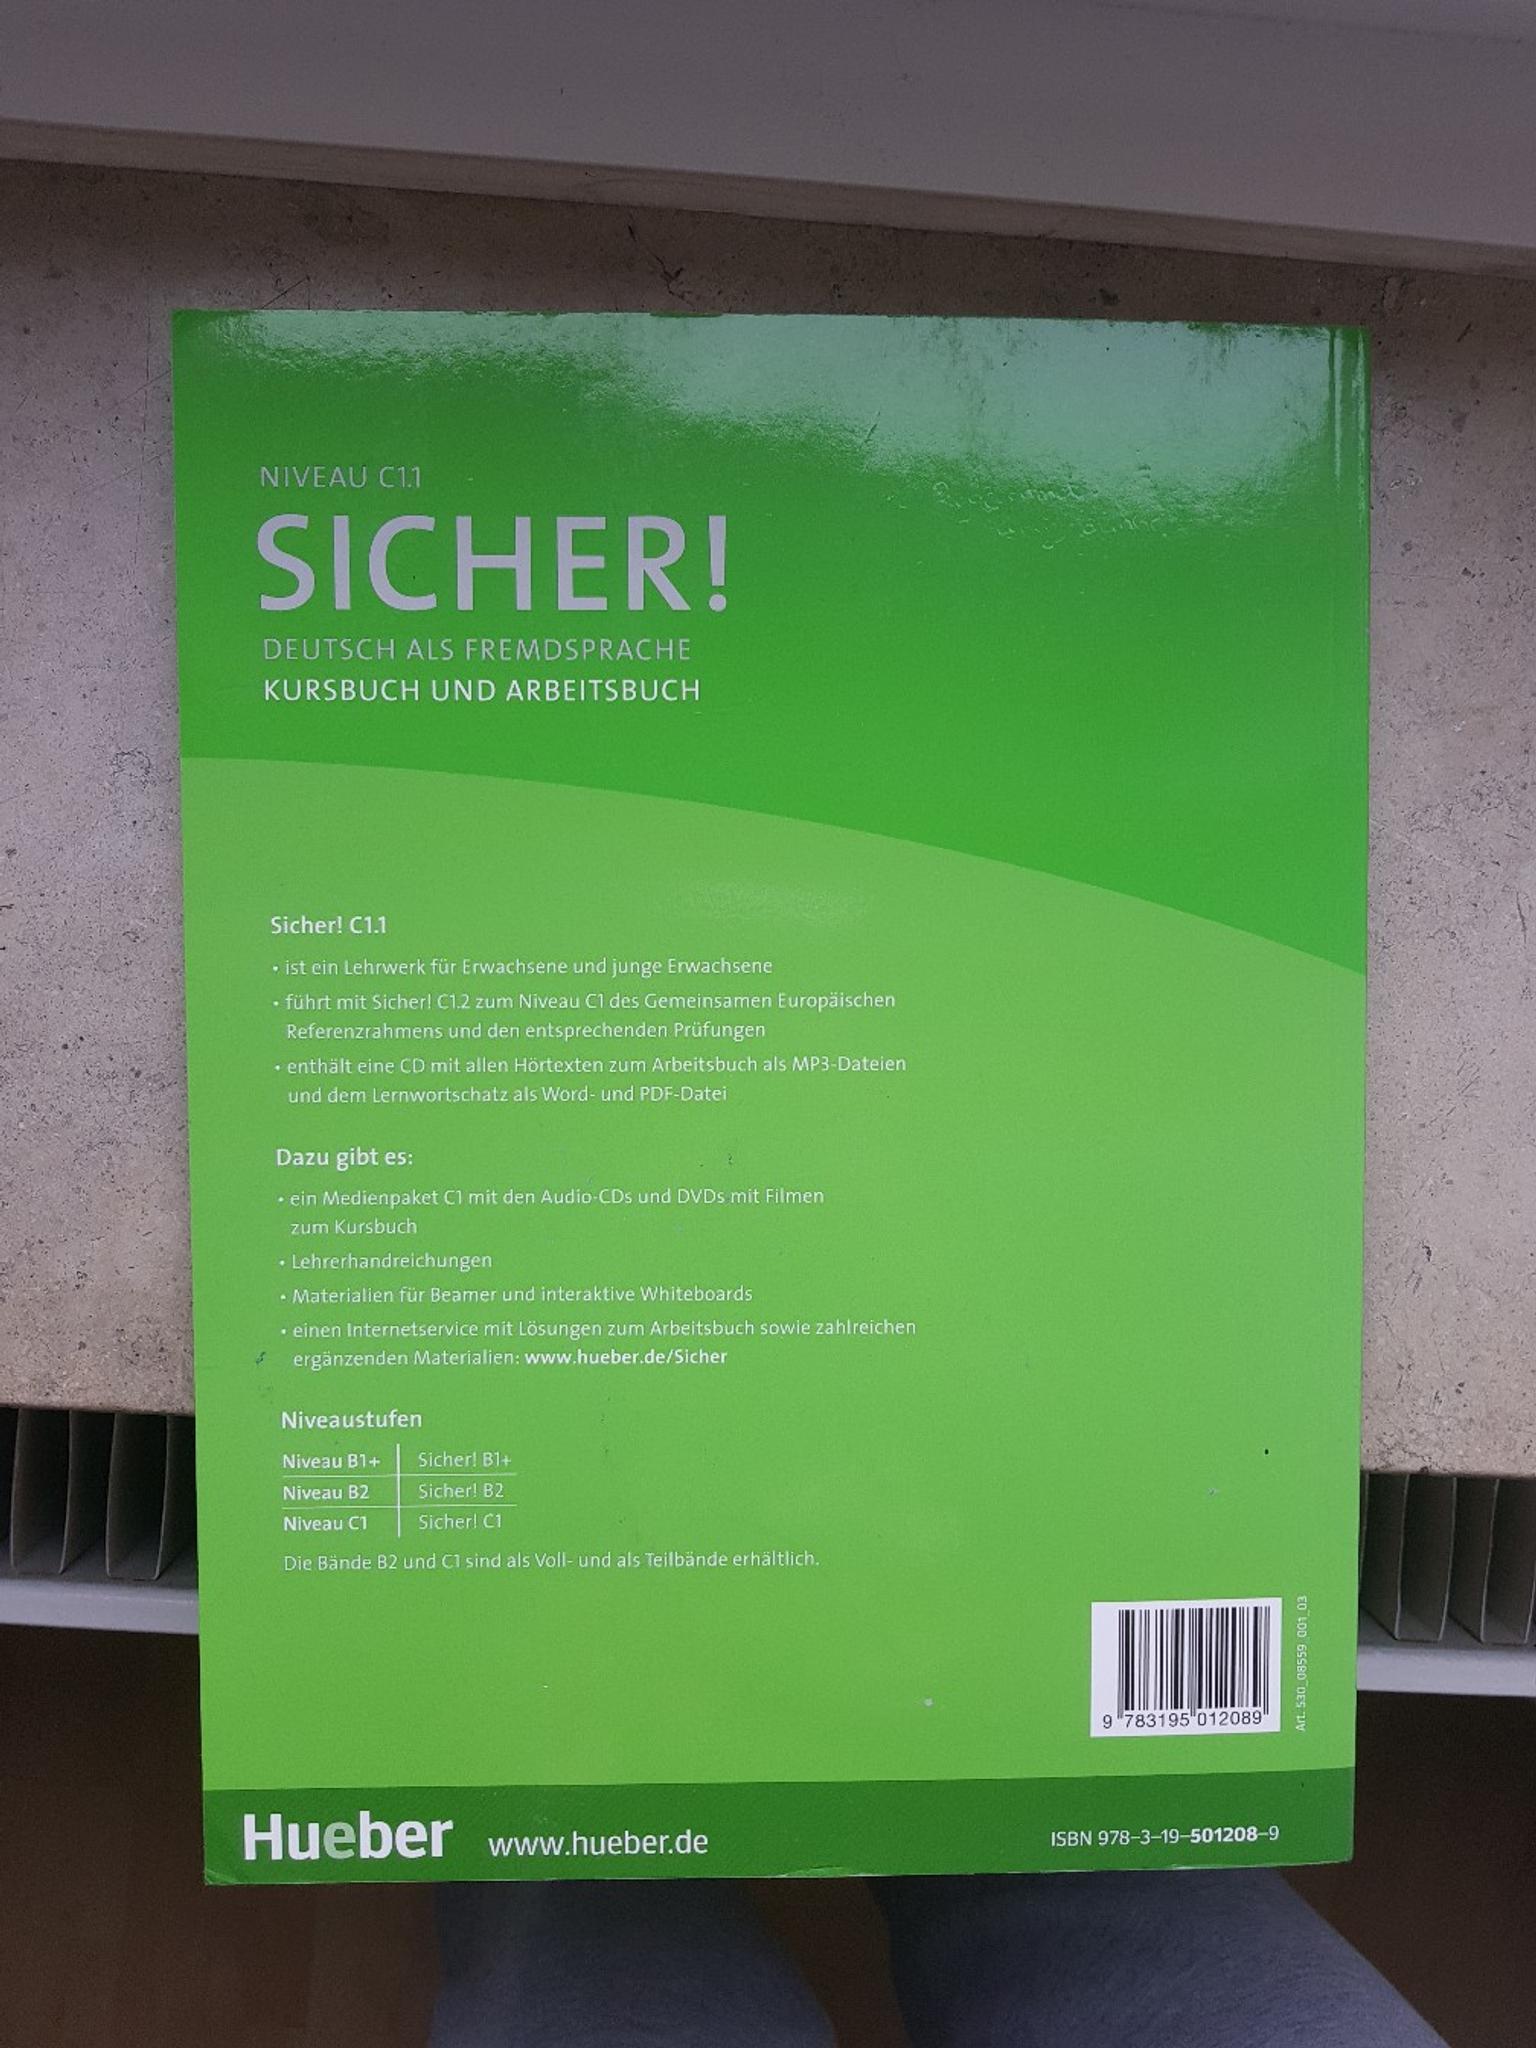 NIVEAU C1.1
SICHER!
DEUTSCH ALS FREMDSPRACHE
KURSBUCH UND ARBEITSBUCH
Sicher! C1.1
• ist ein Lehrwerk für Erwachsene und junge Erwachsene
• führt mit Sicher! C1.2 zum Niveau C1 des Gemeinsamen Europäischen
Referenzrahmens und den entsprechenden Prüfungen
• enthält eine CD mit allen Hörtexten zum Arbeitsbuch als MP3-Dateien
und dem Lernwortschatz als Word- und PDF-Datei
Dazu gibt es:
• ein Medienpaket C1 mit den Audio-CDs und DVDs mit Filmen
zum Kursbuch
• Lehrerhandreichungen
• Materialien für Beamer und interaktive Whiteboards
• einen Internetservice mit Lösungen zum Arbeitsbuch sowie zahlreichen
ergänzenden Materialien: www.hueber.de/Sicher
Niveaustufen
Niveau B1+ Sicher! B1+
Niveau B2 Sicher! B2
Niveau C1 Sicher! C1
Die Bände B2 und C1 sind als Voll- und als Teilbände erhältlich.
9 783195 012089
Art. 530_08559_001_03
Hueber www.hueber.de ISBN 978–3–19–501208–9